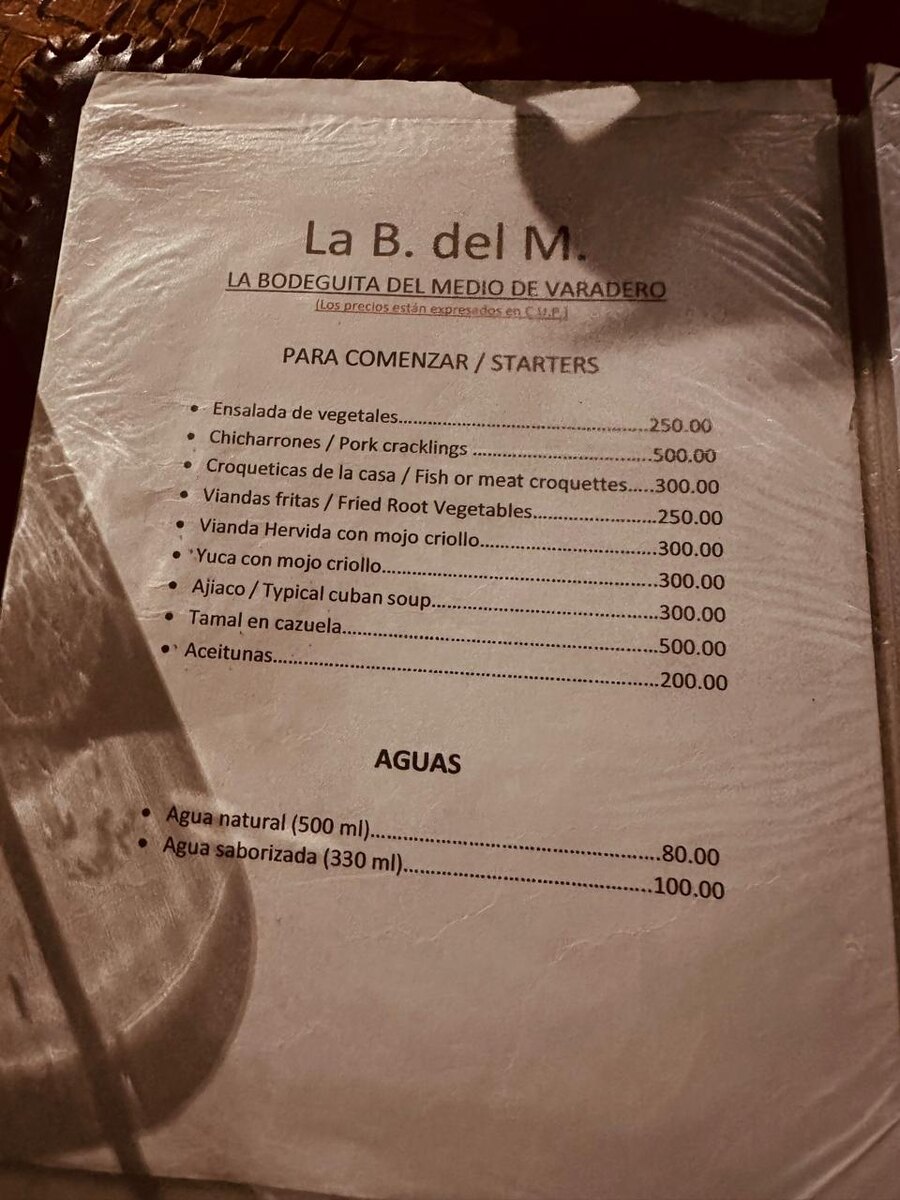 La B. del M.
LA BODEGUITA DEL MEDIO DE VARADERO
(Los precios están expresados en C.U.P.)
PARA COMENZAR / STARTERS
• Ensalada de vegetales..........................................250.00
• Chicharrones / Pork cracklings ..............................500.00
• Croqueticas de la casa / Fish or meat croquettes.....300.00
• Viandas fritas / Fried Root Vegetables.....................250.00
• Vianda Hervida con mojo criollo..............................300.00
• Yuca con mojo criollo..............................................300.00
• Ajiaco / Typical cuban soup......................................300.00
• Tamal en cazuela.....................................................500.00
• Aceitunas................................................................200.00
AGUAS
• Agua natural (500 ml)................................................80.00
• Agua saborizada (330 ml)..........................................100.00